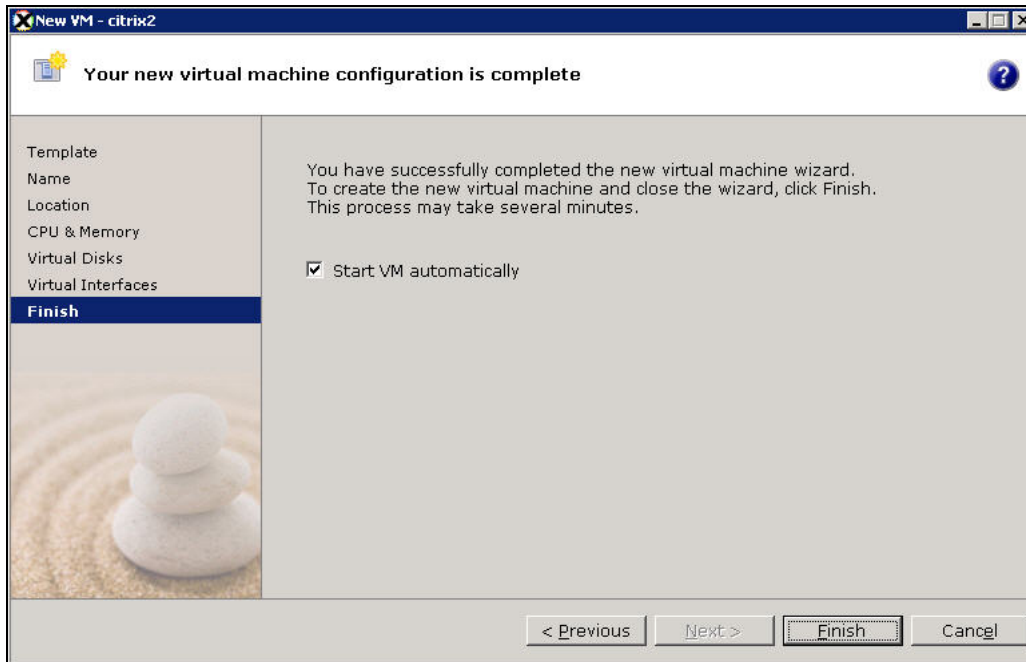 New VM - citrix2
Your new virtual machine configuration is complete
?
Template
Name
Location
CPU & Memory
Virtual Disks
Virtual Interfaces
Finish
You have successfully completed the new virtual machine wizard.
To create the new virtual machine and close the wizard, click Finish.
This process may take several minutes.
Start VM automatically
< Previous
Next >
Finish
Cancel